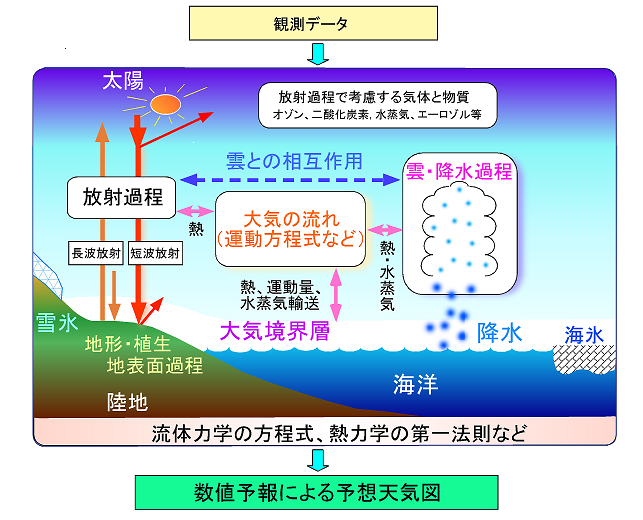 観測データ
太陽
放射過程で考慮する気体と物質
オゾン、二酸化炭素, 水蒸気、エーロゾル等
雲との相互作用
雲・降水過程
放射過程
熱
大気の流れ
(運動方程式など)
熱・水蒸気
長波放射
短波放射
熱、運動量、
水蒸気輸送
雪氷
大気境界層
降水
海氷
地形・植生
地表面過程
海洋
陸地
流体力学の方程式、熱力学の第一法則など
数値予報による予想天気図